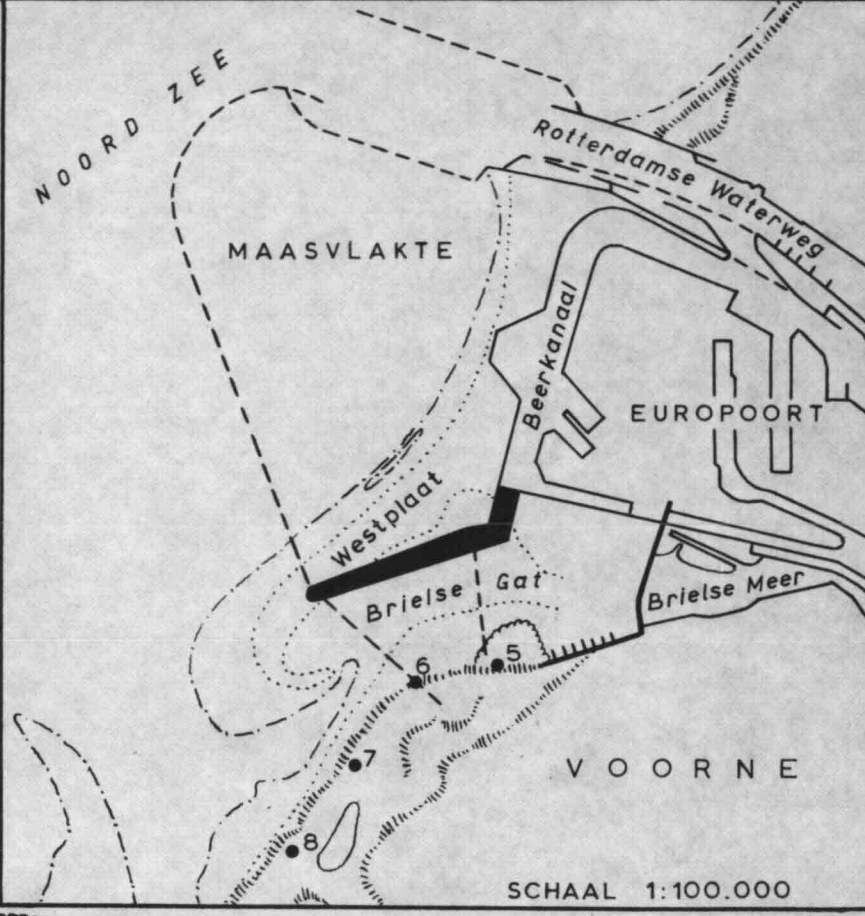 NOORD ZEE
Rotterdamse Waterweg
MAASVLAKTE
Beerkanaal
EUROPOORT
Westplaat
Brielse Gat
Brielse Meer
5
6
7
8
VOORNE
SCHAAL 1:100.000